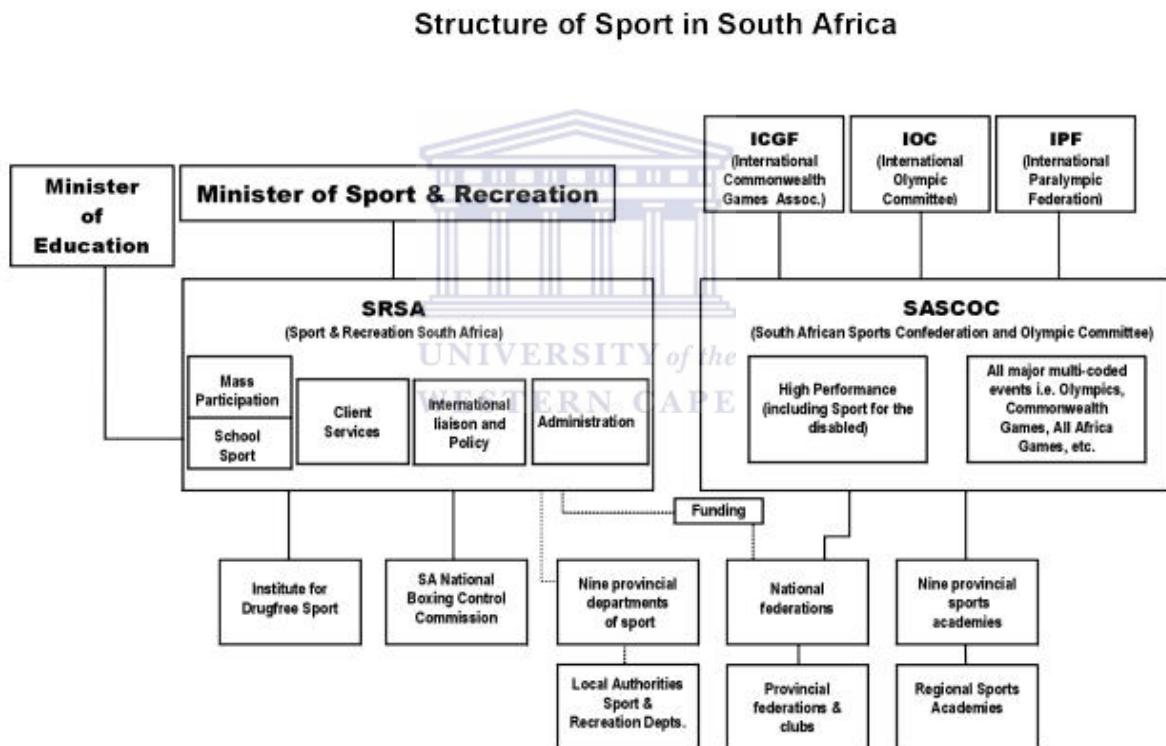 Structure of Sport in South Africa
Minister
of
Education
Minister of Sport & Recreation
ICGF
(International
Commonwealth
Games Assoc.)
IOC
(International
Olympic
Committee)
IPF
(International
Paralympic
Federation)
SRSA
(Sport & Recreation South Africa)
Mass
Participation
School
Sport
Client
Services
International
liaison and
Policy
Administration
SASCOC
(South African Sports Confederation and Olympic Committee)
High Performance
(including Sport for the
disabled)
All major multi-coded
events i.e. Olympics,
Commonwealth
Games, All Africa
Games, etc.
UNIVERSITY of the
WESTERN CAPE
Funding
Institute for
Drugfree Sport
SA National
Boxing Control
Commission
Nine provincial
departments
of sport
National
federations
Nine provincial
sports
academies
Local Authorities
Sport &
Recreation Depts.
Provincial
federations &
clubs
Regional Sports
Academies